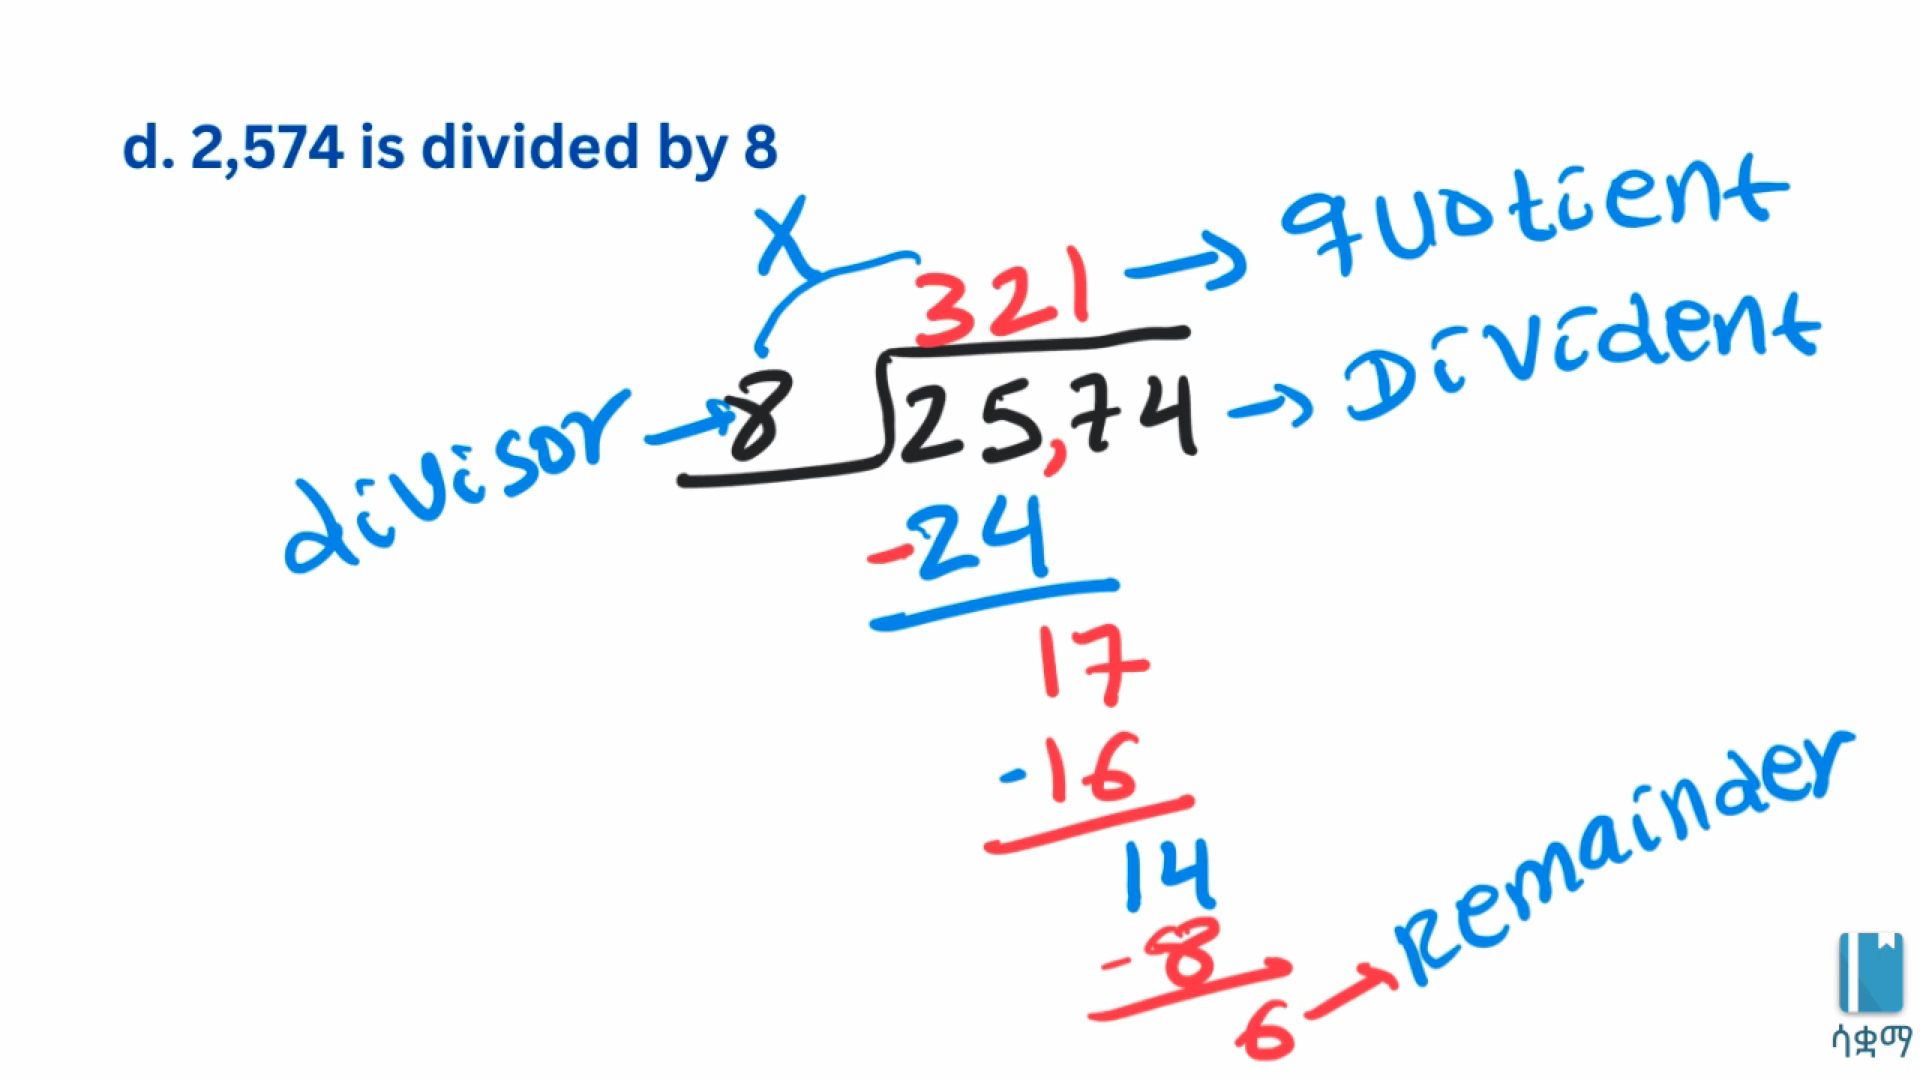 d. 2,574 is divided by 8
X
321 → quotient
divisor → 8 25,74 → Divident
-24
17
-16
14
-8
6 → Remainder
ሳቋማ